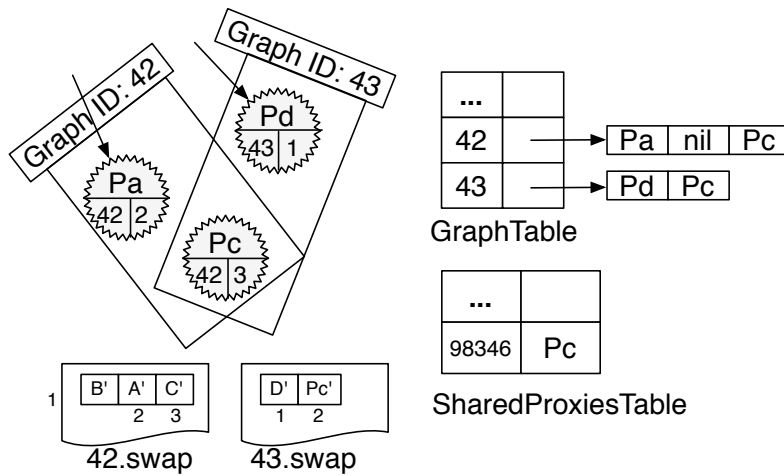 Graph ID: 42
Graph ID: 43
Pd
43 1
Pa
42 2
Pc
42 3
...
42
Pa nil Pc
43
Pd Pc
GraphTable
...
98346 Pc
SharedProxiesTable
B' A' C'
1
2 3
42.swap
D' Pc'
1 2
43.swap